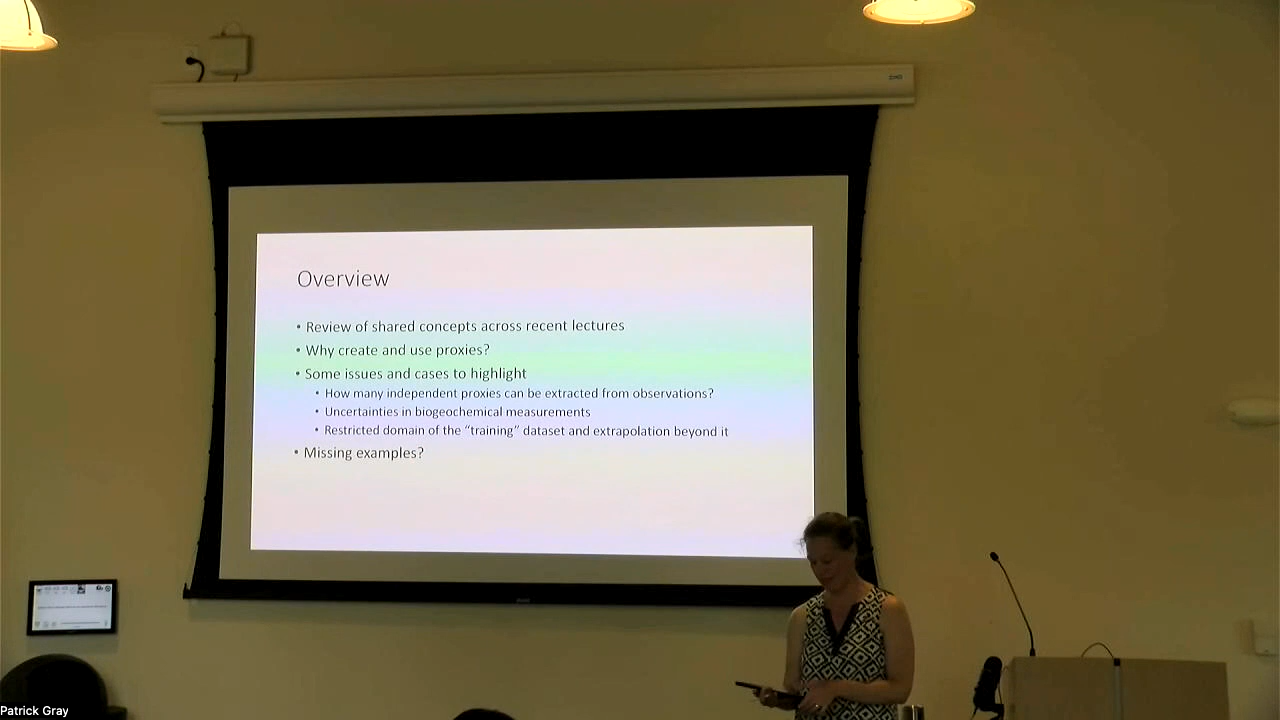 Overview
• Review of shared concepts across recent lectures
• Why create and use proxies?
• Some issues and cases to highlight
• How many independent proxies can be extracted from observations?
• Uncertainties in biogeochemical measurements
• Restricted domain of the “training” dataset and extrapolation beyond it
• Missing examples?
Patrick Gray